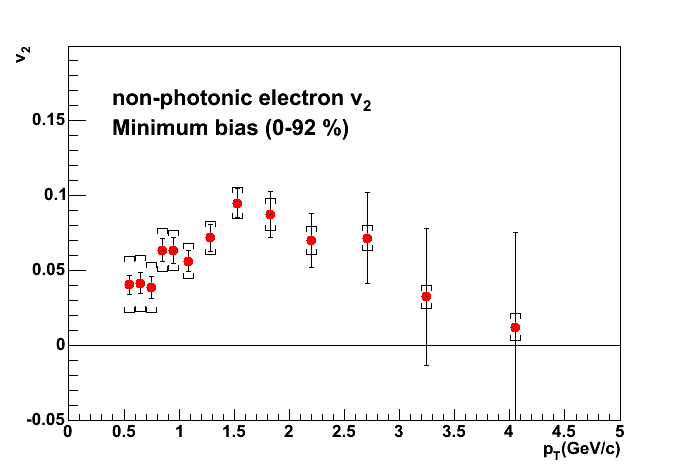 v2
non-photonic electron v2
Minimum bias (0-92 %)
0.15
0.1
0.05
0
-0.05
0 0.5 1 1.5 2 2.5 3 3.5 4 4.5 5
pT(GeV/c)